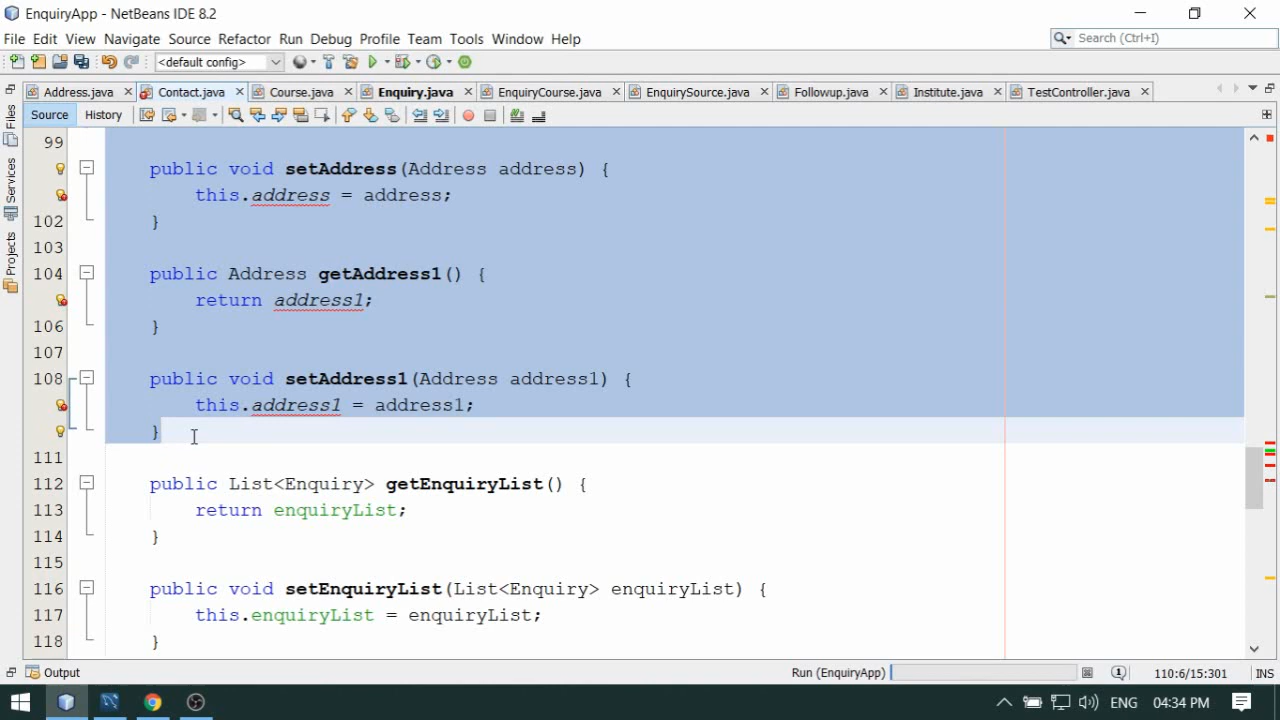 EnquiryApp - NetBeans IDE 8.2
File Edit View Navigate Source Refactor Run Debug Profile Team Tools Window Help
Search (Ctrl+I)
<default config>
Address.java Contact.java Course.java Enquiry.java EnquiryCourse.java EnquirySource.java Followup.java Institute.java TestController.java
Source History
Files
Services
Projects
99
public void setAddress(Address address) {
this.address = address;
102 }
103
104 public Address getAddress1() {
return address1;
106 }
107
108 public void setAddress1(Address address1) {
this.address1 = address1;
}
111
112 public List<Enquiry> getEnquiryList() {
113 return enquiryList;
114 }
115
116 public void setEnquiryList(List<Enquiry> enquiryList) {
117 this.enquiryList = enquiryList;
118 }
Output Run (EnquiryApp) 1 110:6/15:301 INS
ENG 04:34 PM